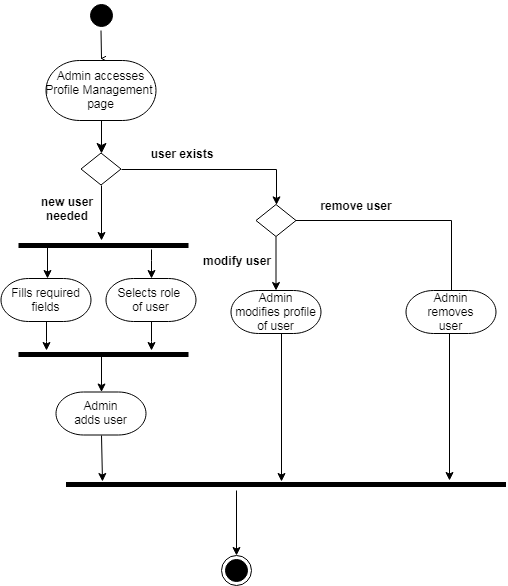 Admin accesses
Profile Management
page
user exists
new user
needed
remove user
modify user
Fills required
fields
Selects role
of user
Admin
modifies profile
of user
Admin
removes
user
Admin
adds user